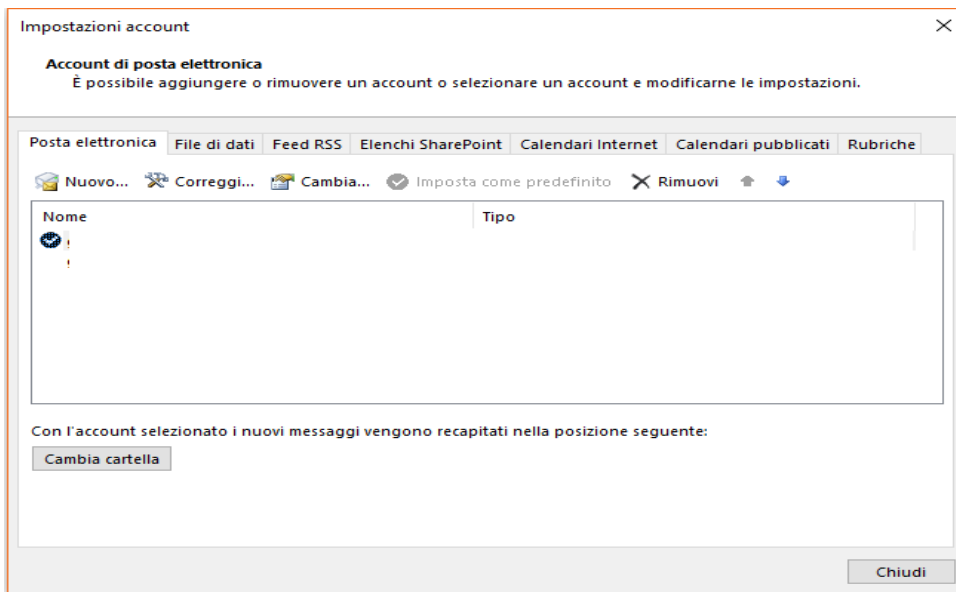 Impostazioni account
Account di posta elettronica
È possibile aggiungere o rimuovere un account o selezionare un account e modificarne le impostazioni.
Posta elettronica File di dati Feed RSS Elenchi SharePoint Calendari Internet Calendari pubblicati Rubriche
Nuovo... Correggi... Cambia... Imposta come predefinito Rimuovi
Nome Tipo
Con l'account selezionato i nuovi messaggi vengono recapitati nella posizione seguente:
Cambia cartella
Chiudi